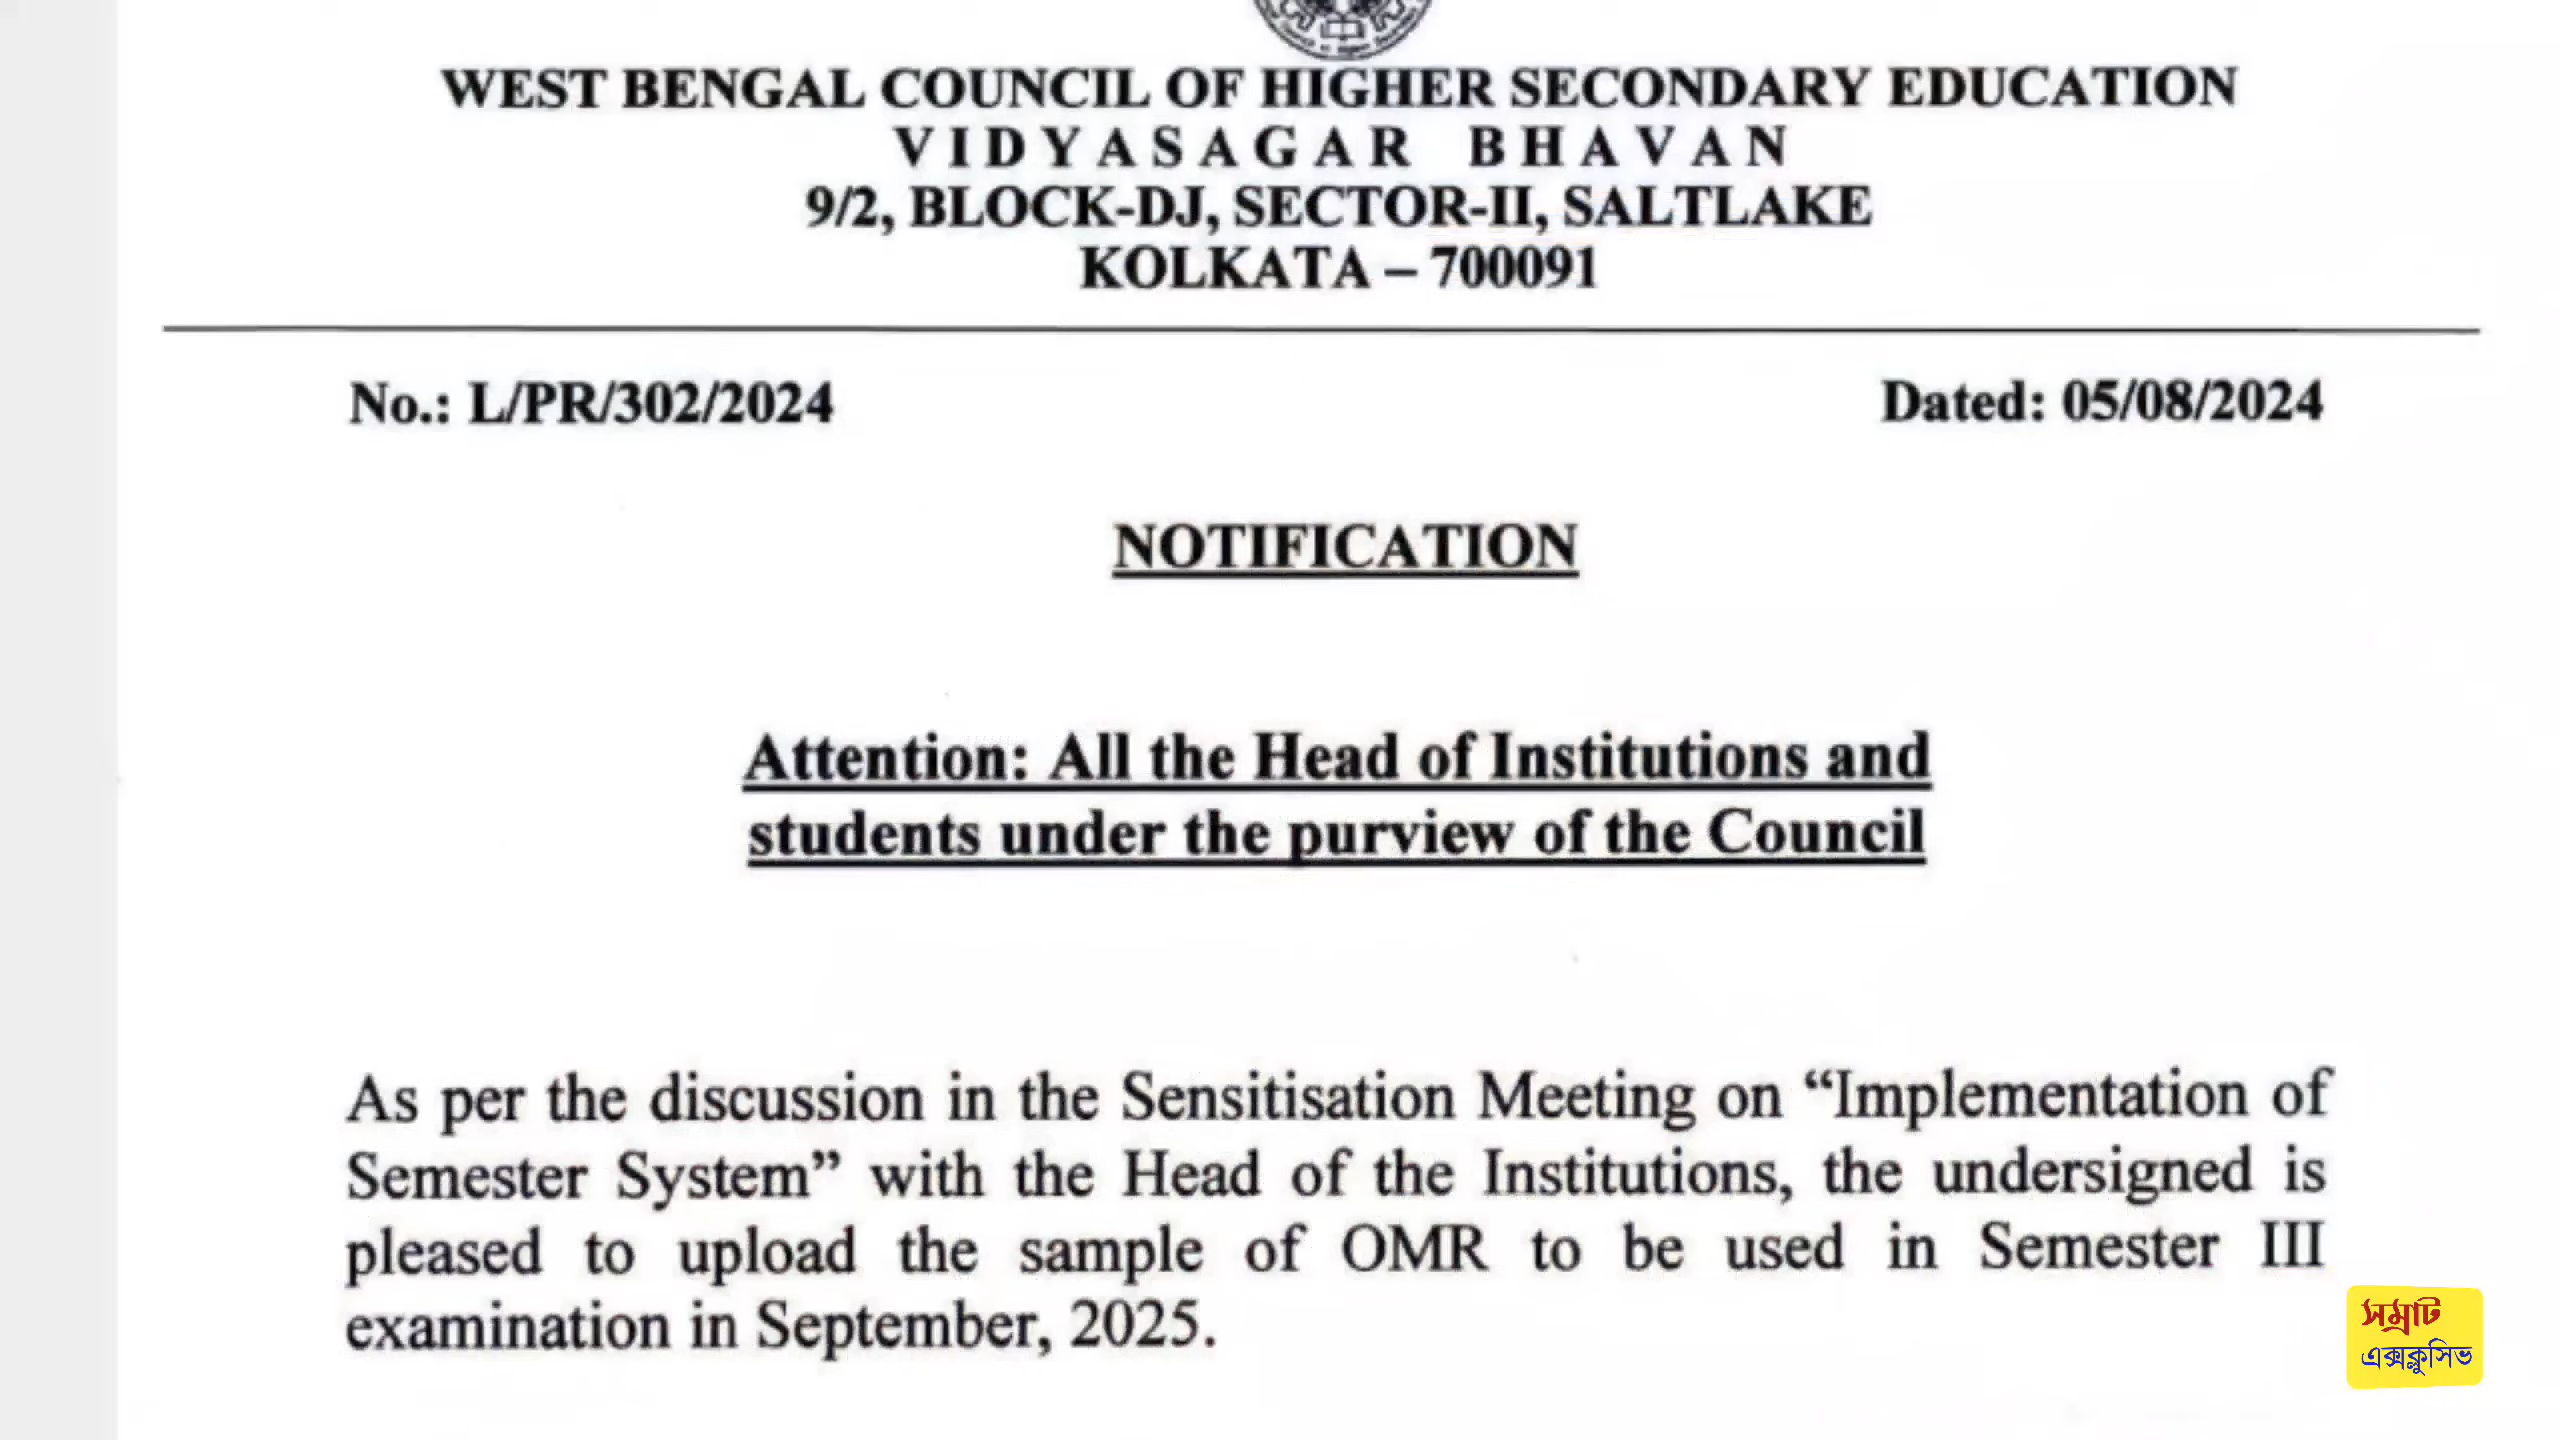 WEST BENGAL COUNCIL OF HIGHER SECONDARY EDUCATION
VIDYASAGAR BHAVAN
9/2, BLOCK-DJ, SECTOR-II, SALTLAKE
KOLKATA – 700091
No.: L/PR/302/2024 Dated: 05/08/2024
NOTIFICATION
Attention: All the Head of Institutions and
students under the purview of the Council
As per the discussion in the Sensitisation Meeting on “Implementation of
Semester System” with the Head of the Institutions, the undersigned is
pleased to upload the sample of OMR to be used in Semester III
examination in September, 2025.
সম্রাট
এক্সক্লুসিভ